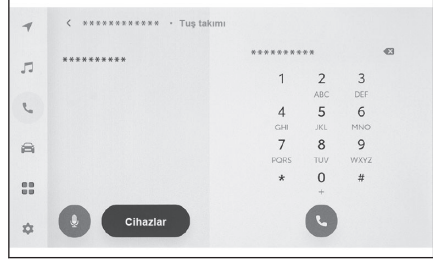 < ************ • Tuş takımı
**********
**********
1 2 3
ABC DEF
4 5 6
GHI JKL MNO
7 8 9
PQRS TUV WXYZ
* 0 #
+
Cihazlar